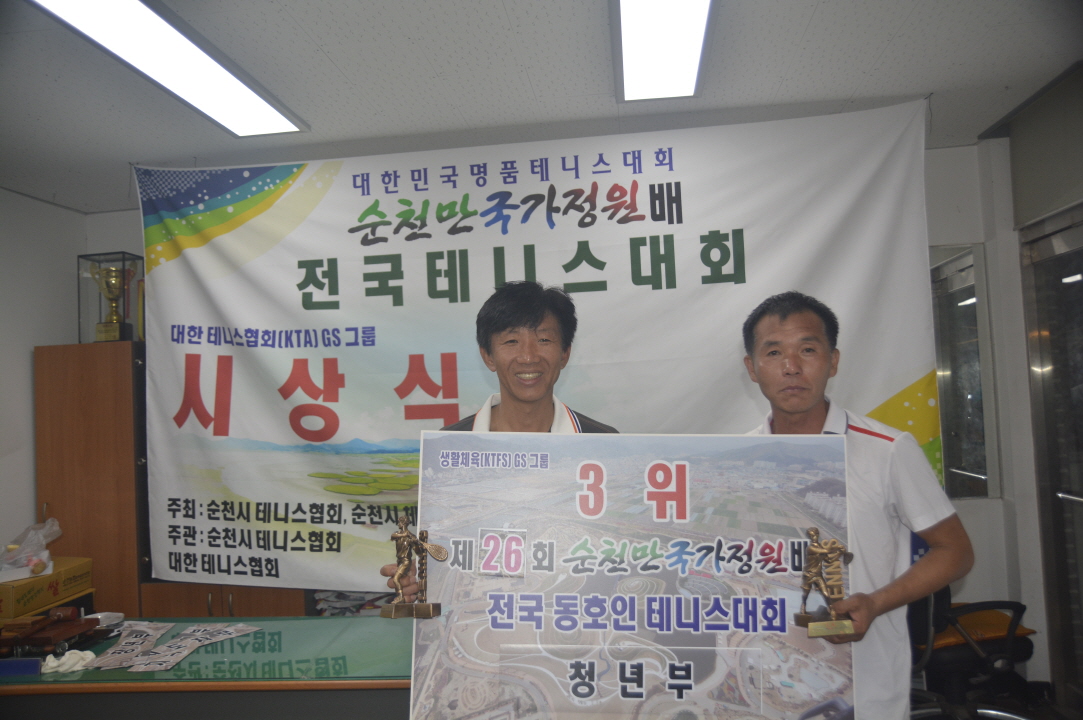 대한민국명품테니스대회
순천만국가정원배
전국테니스대회
대한 테니스협회(KTA) GS 그룹
시상식
주최 : 순천시 테니스협회, 순천시 체
주관 : 순천시 테니스협회
대한 테니스협회
생활체육(KTFS) GS 그룹
3 위
제 26 회 순천만국가정원배
전국 동호인 테니스대회
청년부
TENNIS